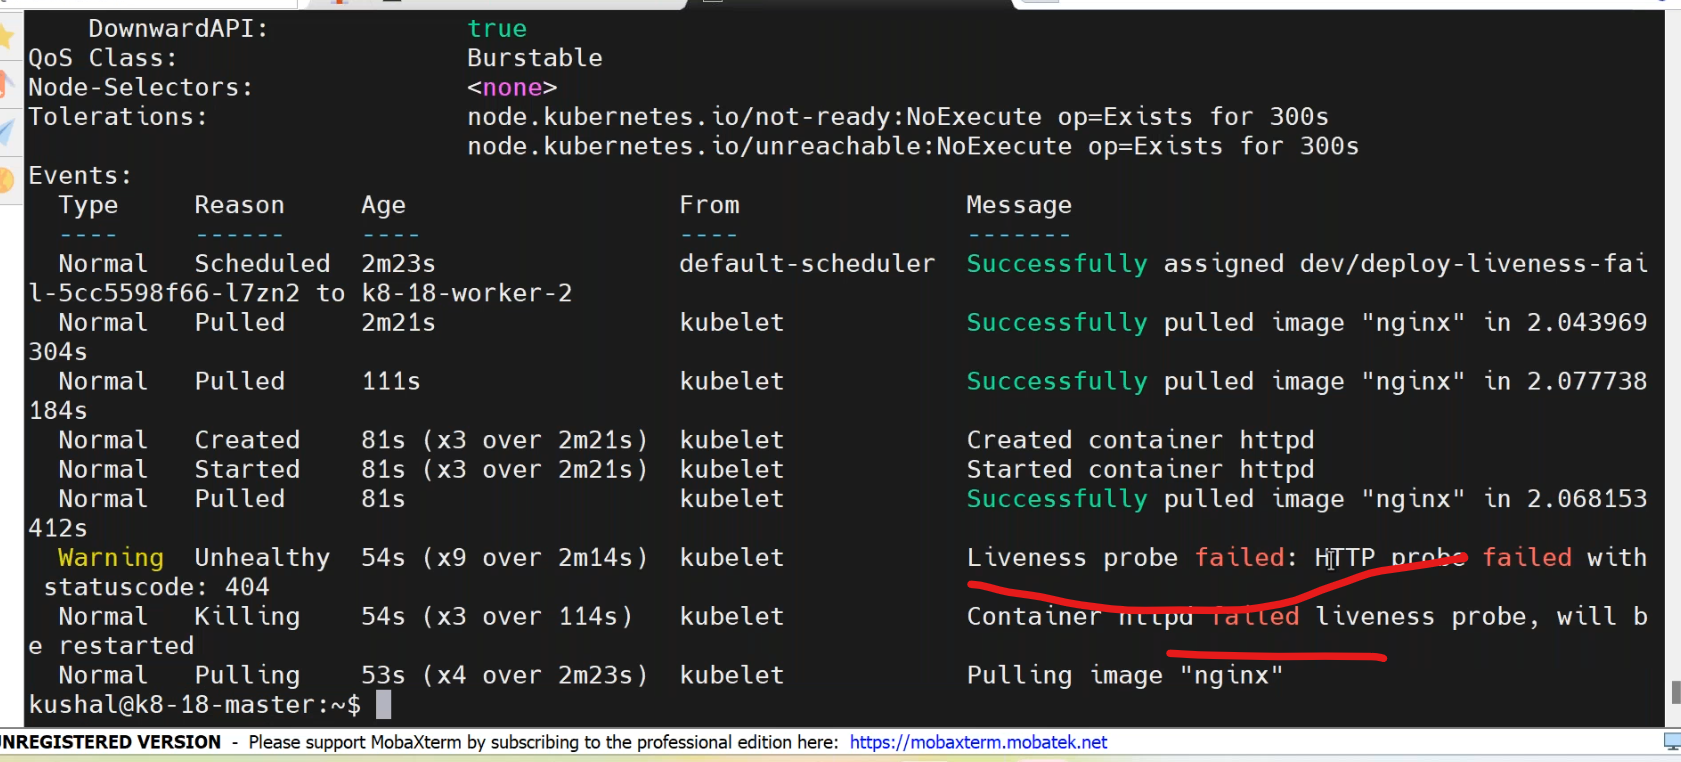 DownwardAPI: true
QoS Class: Burstable
Node-Selectors: <none>
Tolerations: node.kubernetes.io/not-ready:NoExecute op=Exists for 300s
node.kubernetes.io/unreachable:NoExecute op=Exists for 300s
Events:
Type Reason Age From Message
---- ------ ---- ---- -------
Normal Scheduled 2m23s default-scheduler Successfully assigned dev/deploy-liveness-fai
l-5cc5598f66-l7zn2 to k8-18-worker-2
Normal Pulled 2m21s kubelet Successfully pulled image "nginx" in 2.043969
304s
Normal Pulled 111s kubelet Successfully pulled image "nginx" in 2.077738
184s
Normal Created 81s (x3 over 2m21s) kubelet Created container httpd
Normal Started 81s (x3 over 2m21s) kubelet Started container httpd
Normal Pulled 81s kubelet Successfully pulled image "nginx" in 2.068153
412s
Warning Unhealthy 54s (x9 over 2m14s) kubelet Liveness probe failed: HTTP probe failed with
statuscode: 404
Normal Killing 54s (x3 over 114s) kubelet Container httpd failed liveness probe, will b
e restarted
Normal Pulling 53s (x4 over 2m23s) kubelet Pulling image "nginx"
kushal@k8-18-master:~$
UNREGISTERED VERSION - Please support MobaXterm by subscribing to the professional edition here: https://mobaxterm.mobatek.net